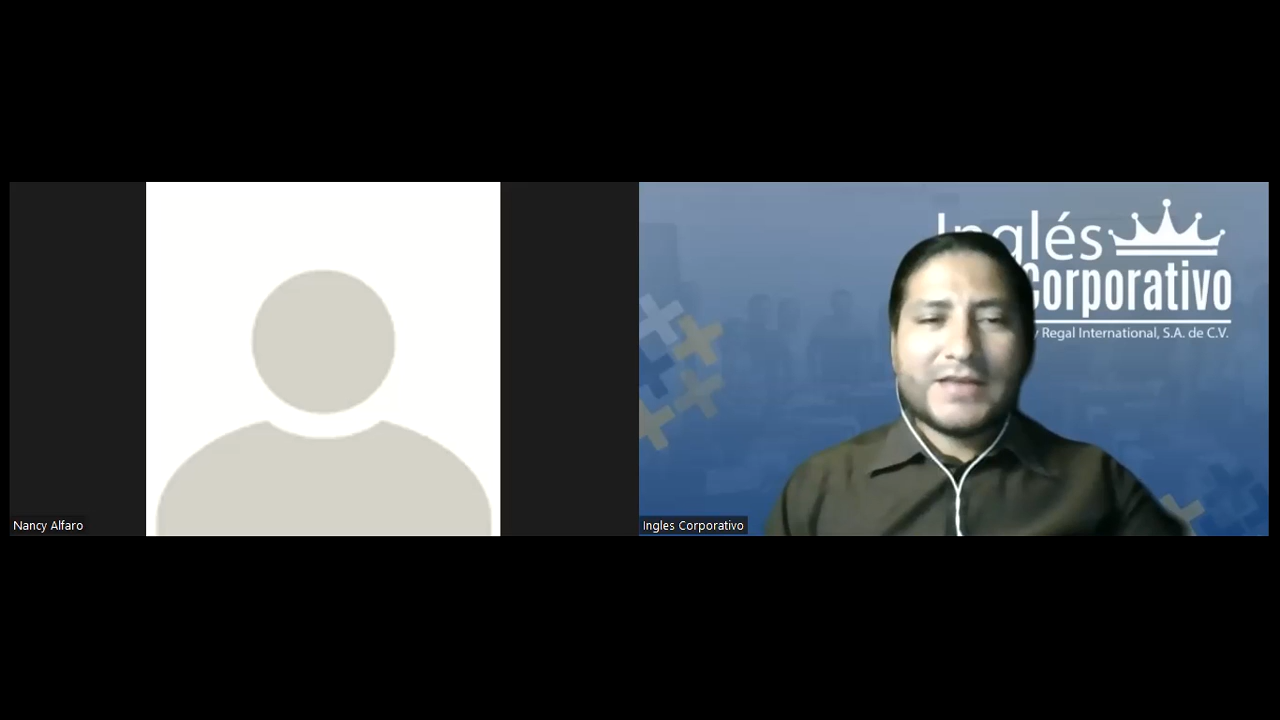 Inglés
Corporativo
y Regal International, S.A. de C.V.
Nancy Alfaro
Ingles Corporativo